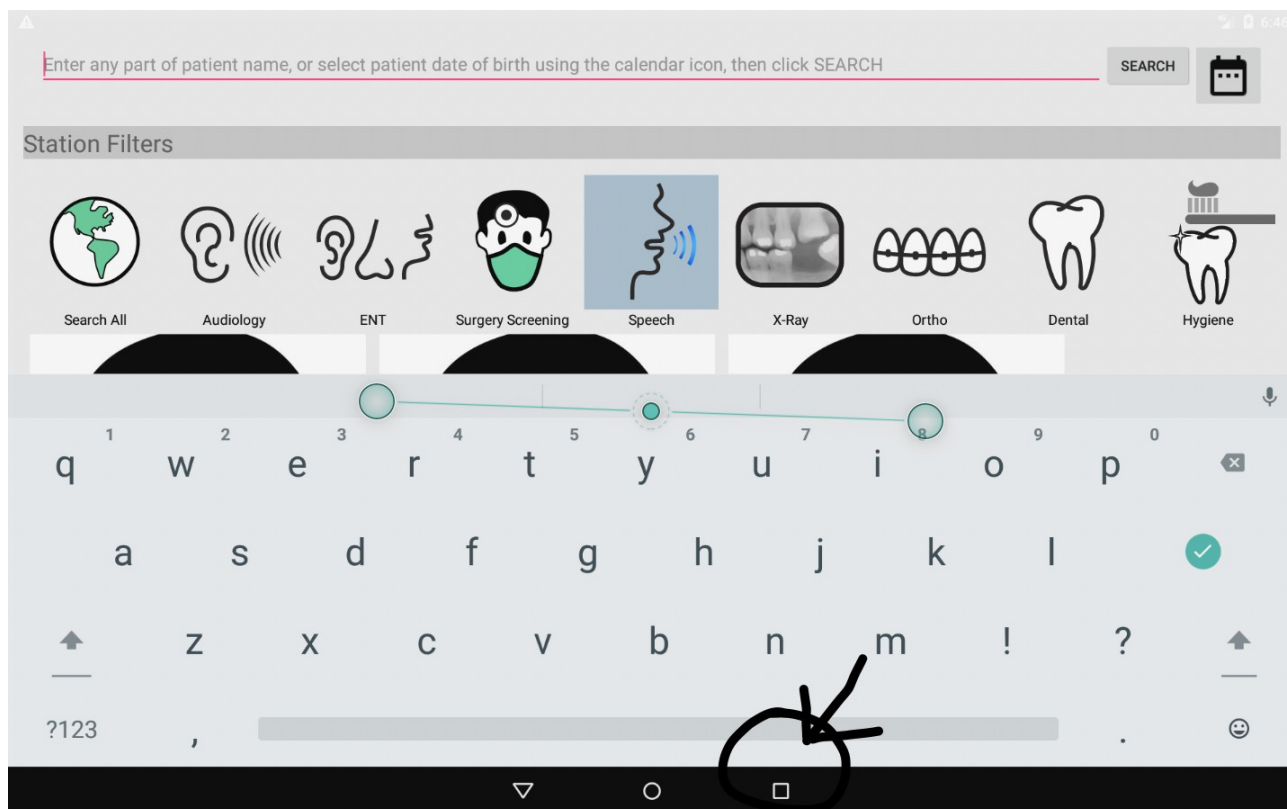 6:46
Enter any part of patient name, or select patient date of birth using the calendar icon, then click SEARCH
SEARCH
Station Filters
Search All Audiology ENT Surgery Screening Speech X-Ray Ortho Dental Hygiene
1 2 3 4 5 6 7 8 9 0
q w e r t y u i o p
a s d f g h j k l
z x c v b n m ! ?
?123 , .